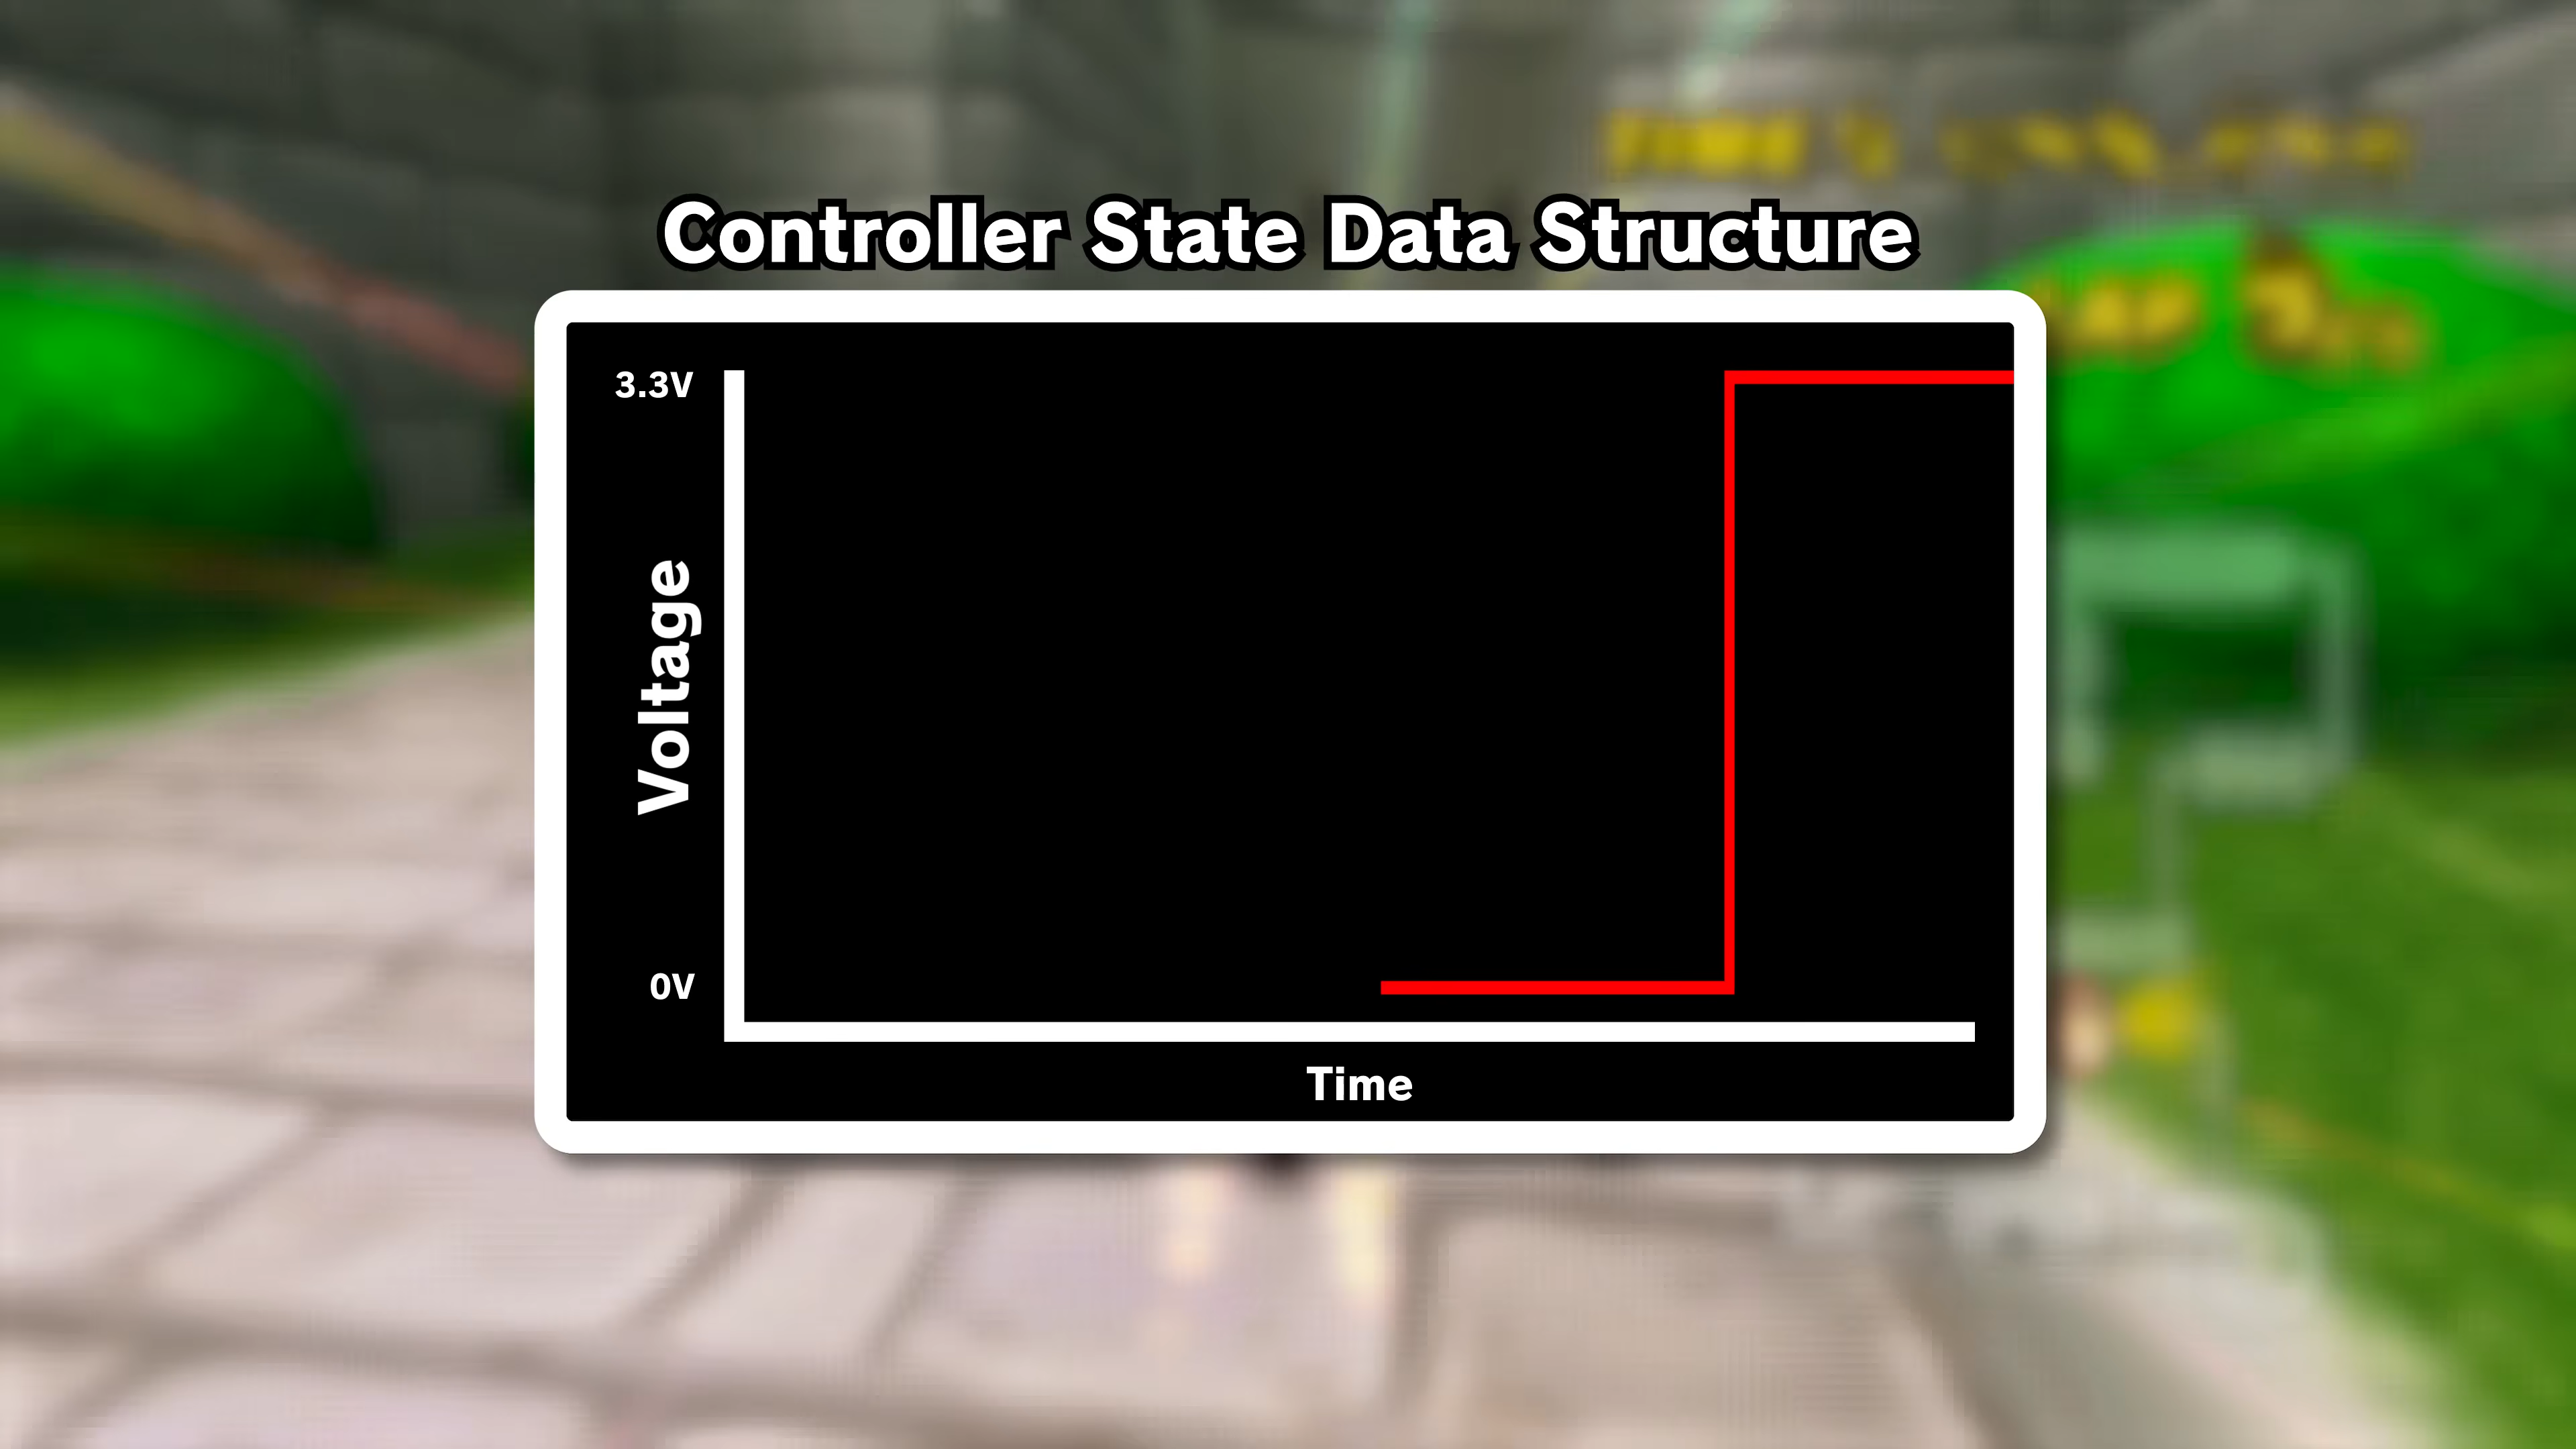 Controller State Data Structure
3.3V
Voltage
0V
Time